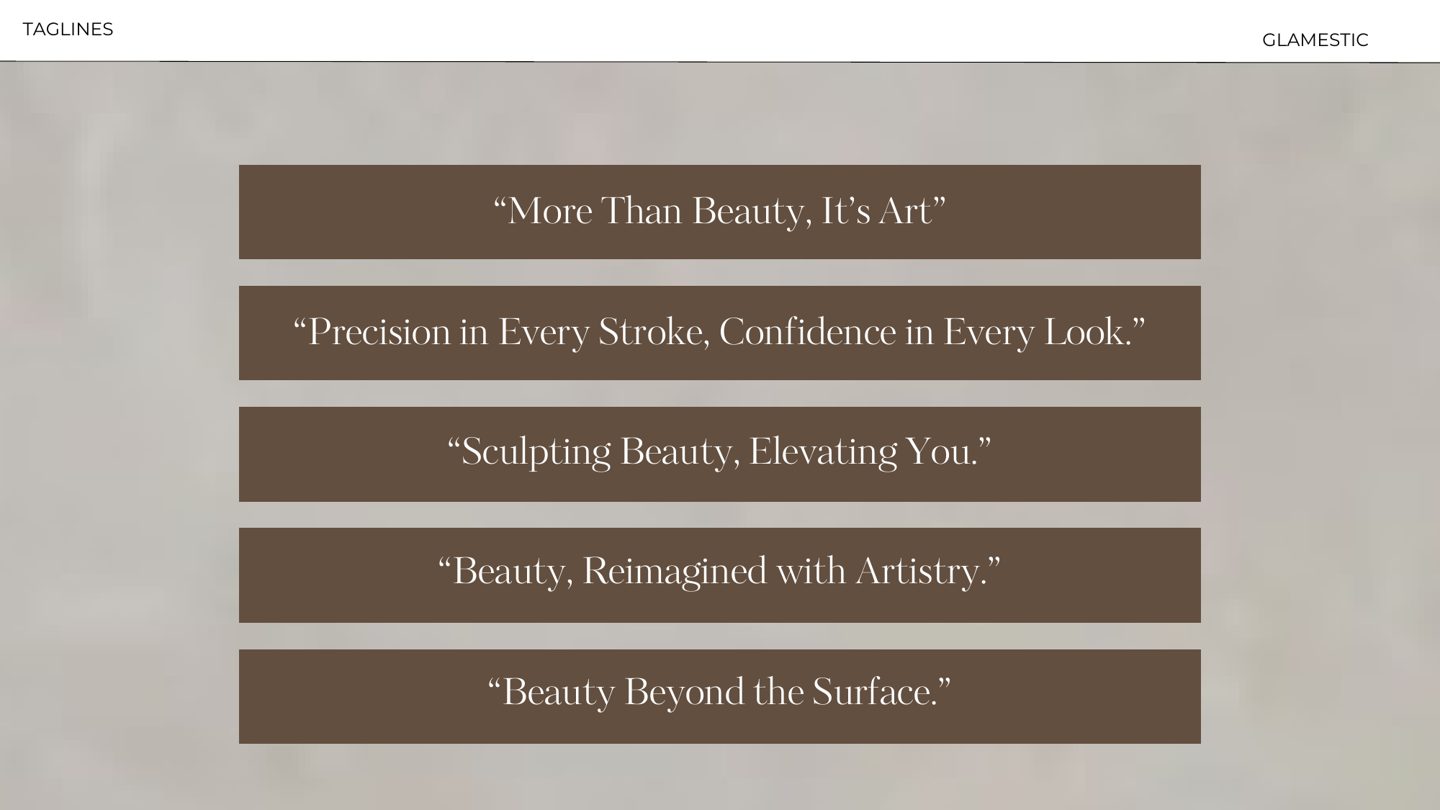 TAGLINES
GLAMESTIC
“More Than Beauty, It’s Art”
“Precision in Every Stroke, Confidence in Every Look.”
“Sculpting Beauty, Elevating You.”
“Beauty, Reimagined with Artistry.”
“Beauty Beyond the Surface.”